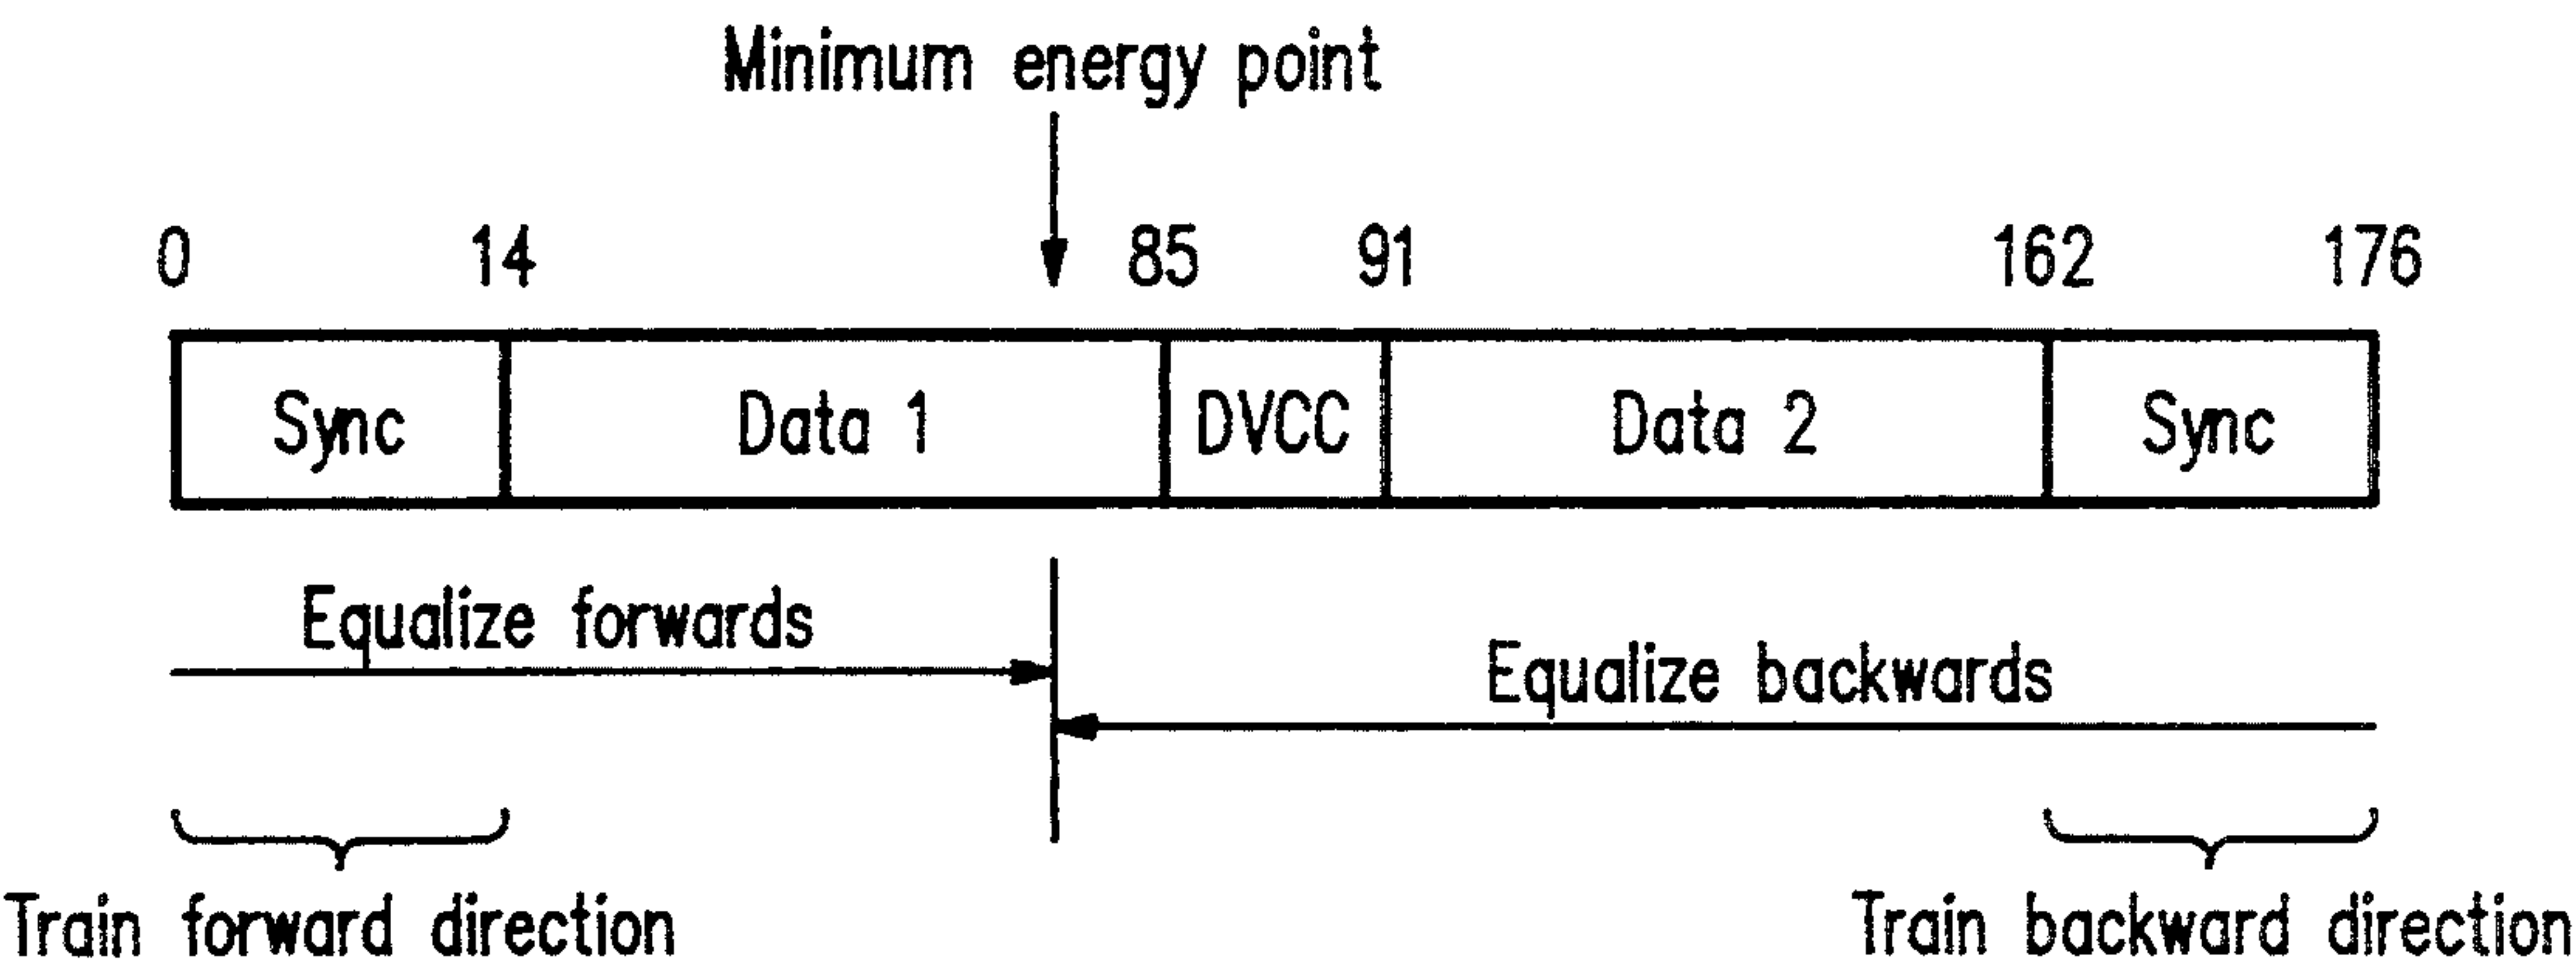 Minimum energy point
0 14 85 91 162 176
Sync Data 1 DVCC Data 2 Sync
Equalize forwards
Equalize backwards
Train forward direction Train backward direction